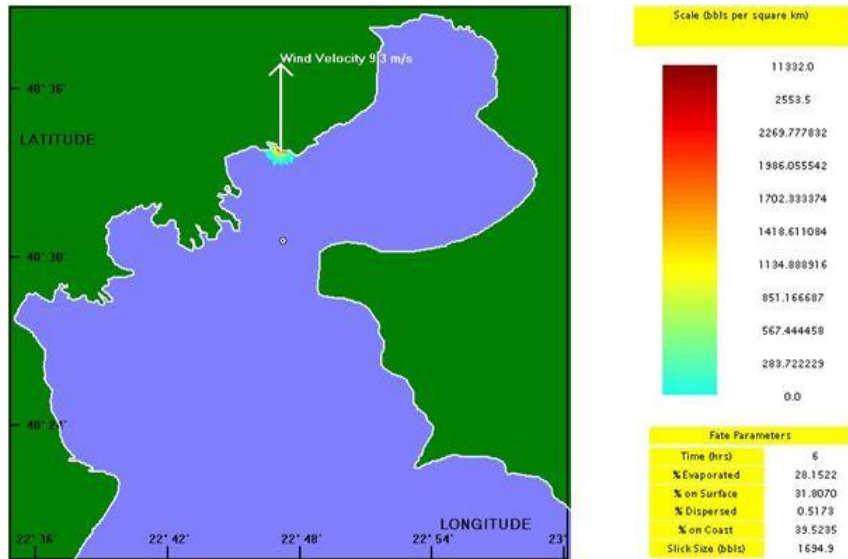 Wind Velocity 9.3 m/s
40° 36'
LATITUDE
40° 30'
40° 24'
LONGITUDE
22° 36' 22° 42' 22° 48' 22° 54' 23°
Scale (bbls per square km)
11332.0
2553.5
2269.777832
1986.055542
1702.333374
1418.611084
1134.888916
851.166687
567.444458
283.722229
0.0
Fate Parameters
Time (hrs) 6
% Evaporated 28.1522
% on Surface 31.8070
% Dispersed 0.5173
% on Coast 39.5235
Slick Size (bbls) 1694.9